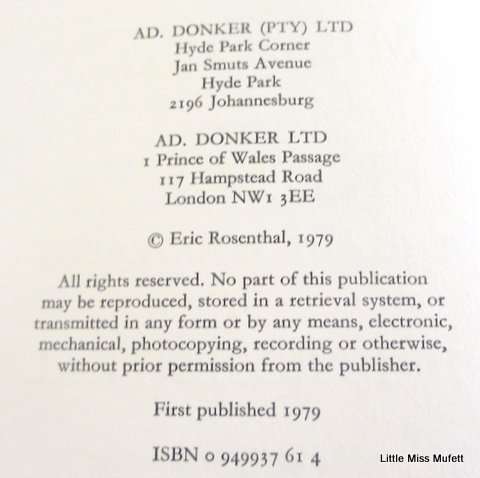 AD. DONKER (PTY) LTD
Hyde Park Corner
Jan Smuts Avenue
Hyde Park
2196 Johannesburg
AD. DONKER LTD
1 Prince of Wales Passage
117 Hampstead Road
London NW1 3EE
© Eric Rosenthal, 1979
All rights reserved. No part of this publication
may be reproduced, stored in a retrieval system, or
transmitted in any form or by any means, electronic,
mechanical, photocopying, recording or otherwise,
without prior permission from the publisher.
First published 1979
ISBN 0 949937 61 4
Little Miss Mufett